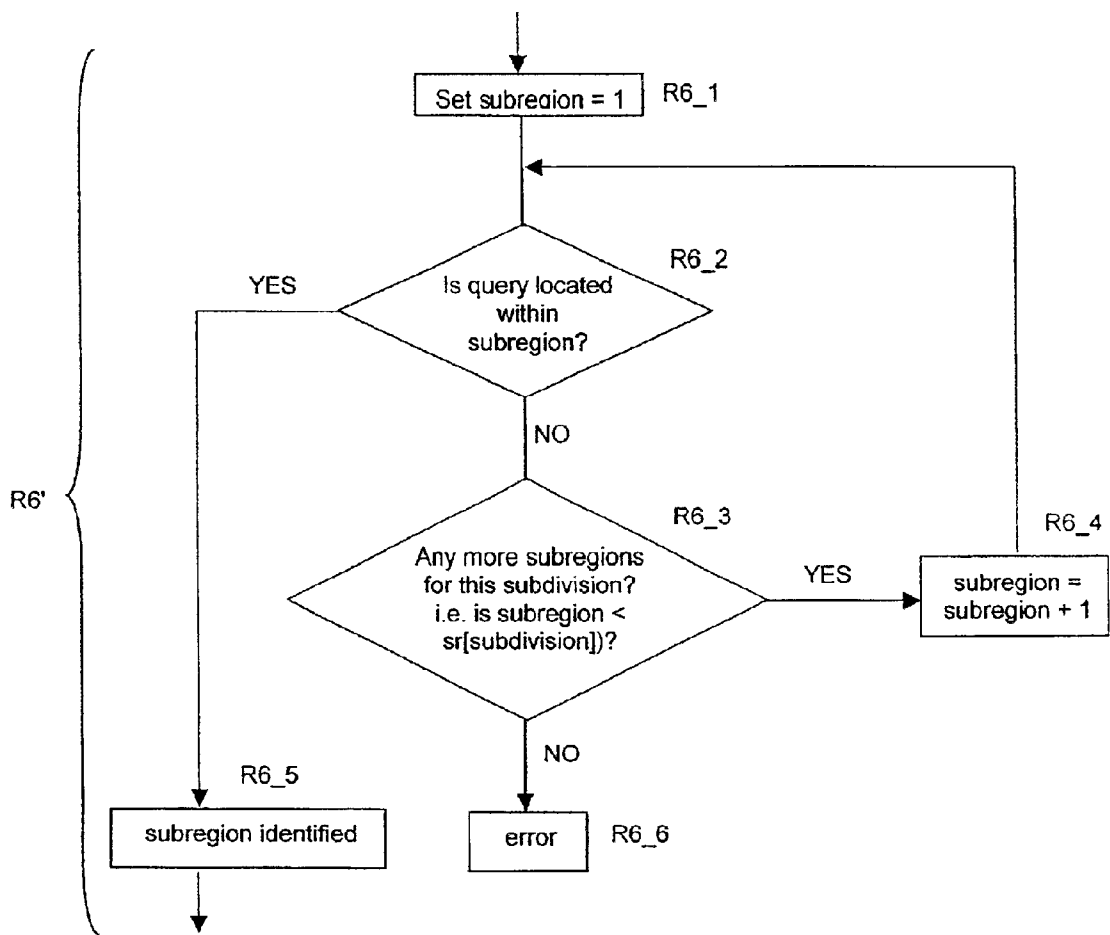 Set subregion = 1
R6_1
R6_2
YES
Is query located
within
subregion?
NO
R6'
R6_3
R6_4
Any more subregions
for this subdivision?
i.e. is subregion <
sr[subdivision])?
YES
subregion =
subregion + 1
NO
R6_5
subregion identified
error
R6_6